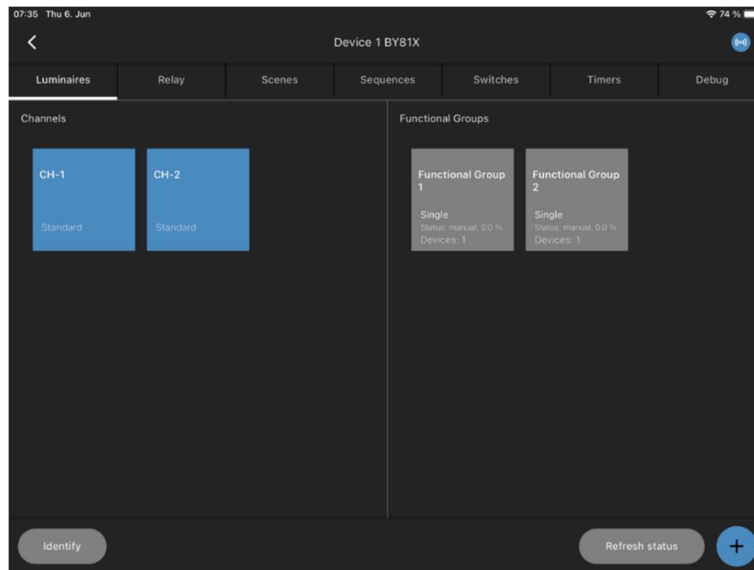 07:35 Thu 6. Jun
74 %
Device 1 BY81X
Luminaires Relay Scenes Sequences Switches Timers Debug
Channels
CH-1
Standard
CH-2
Standard
Functional Groups
Functional Group
1
Single
Status: manual, 0.0 %
Devices: 1
Functional Group
2
Single
Status: manual, 0.0 %
Devices: 1
Identify
Refresh status
+